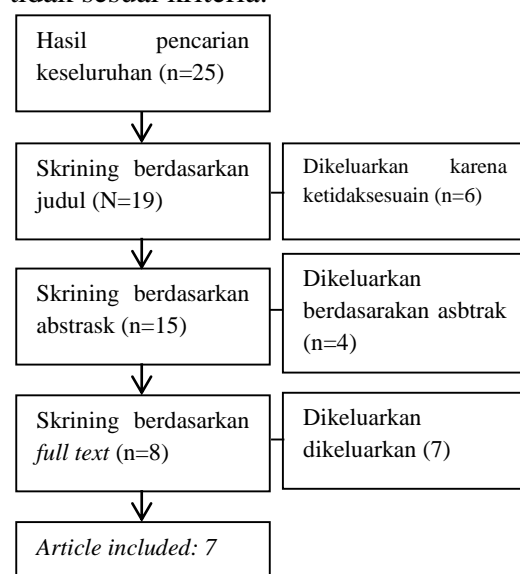 tidak sesuai kriteria.
Hasil pencarian
keseluruhan (n=25)
Skrining berdasarkan
judul (N=19)
Dikeluarkan karena
ketidaksesuain (n=6)
Skrining berdasarkan
abstrask (n=15)
Dikeluarkan
berdasarakan asbtrak
(n=4)
Skrining berdasarkan
full text (n=8)
Dikeluarkan
dikeluarkan (7)
Article included: 7